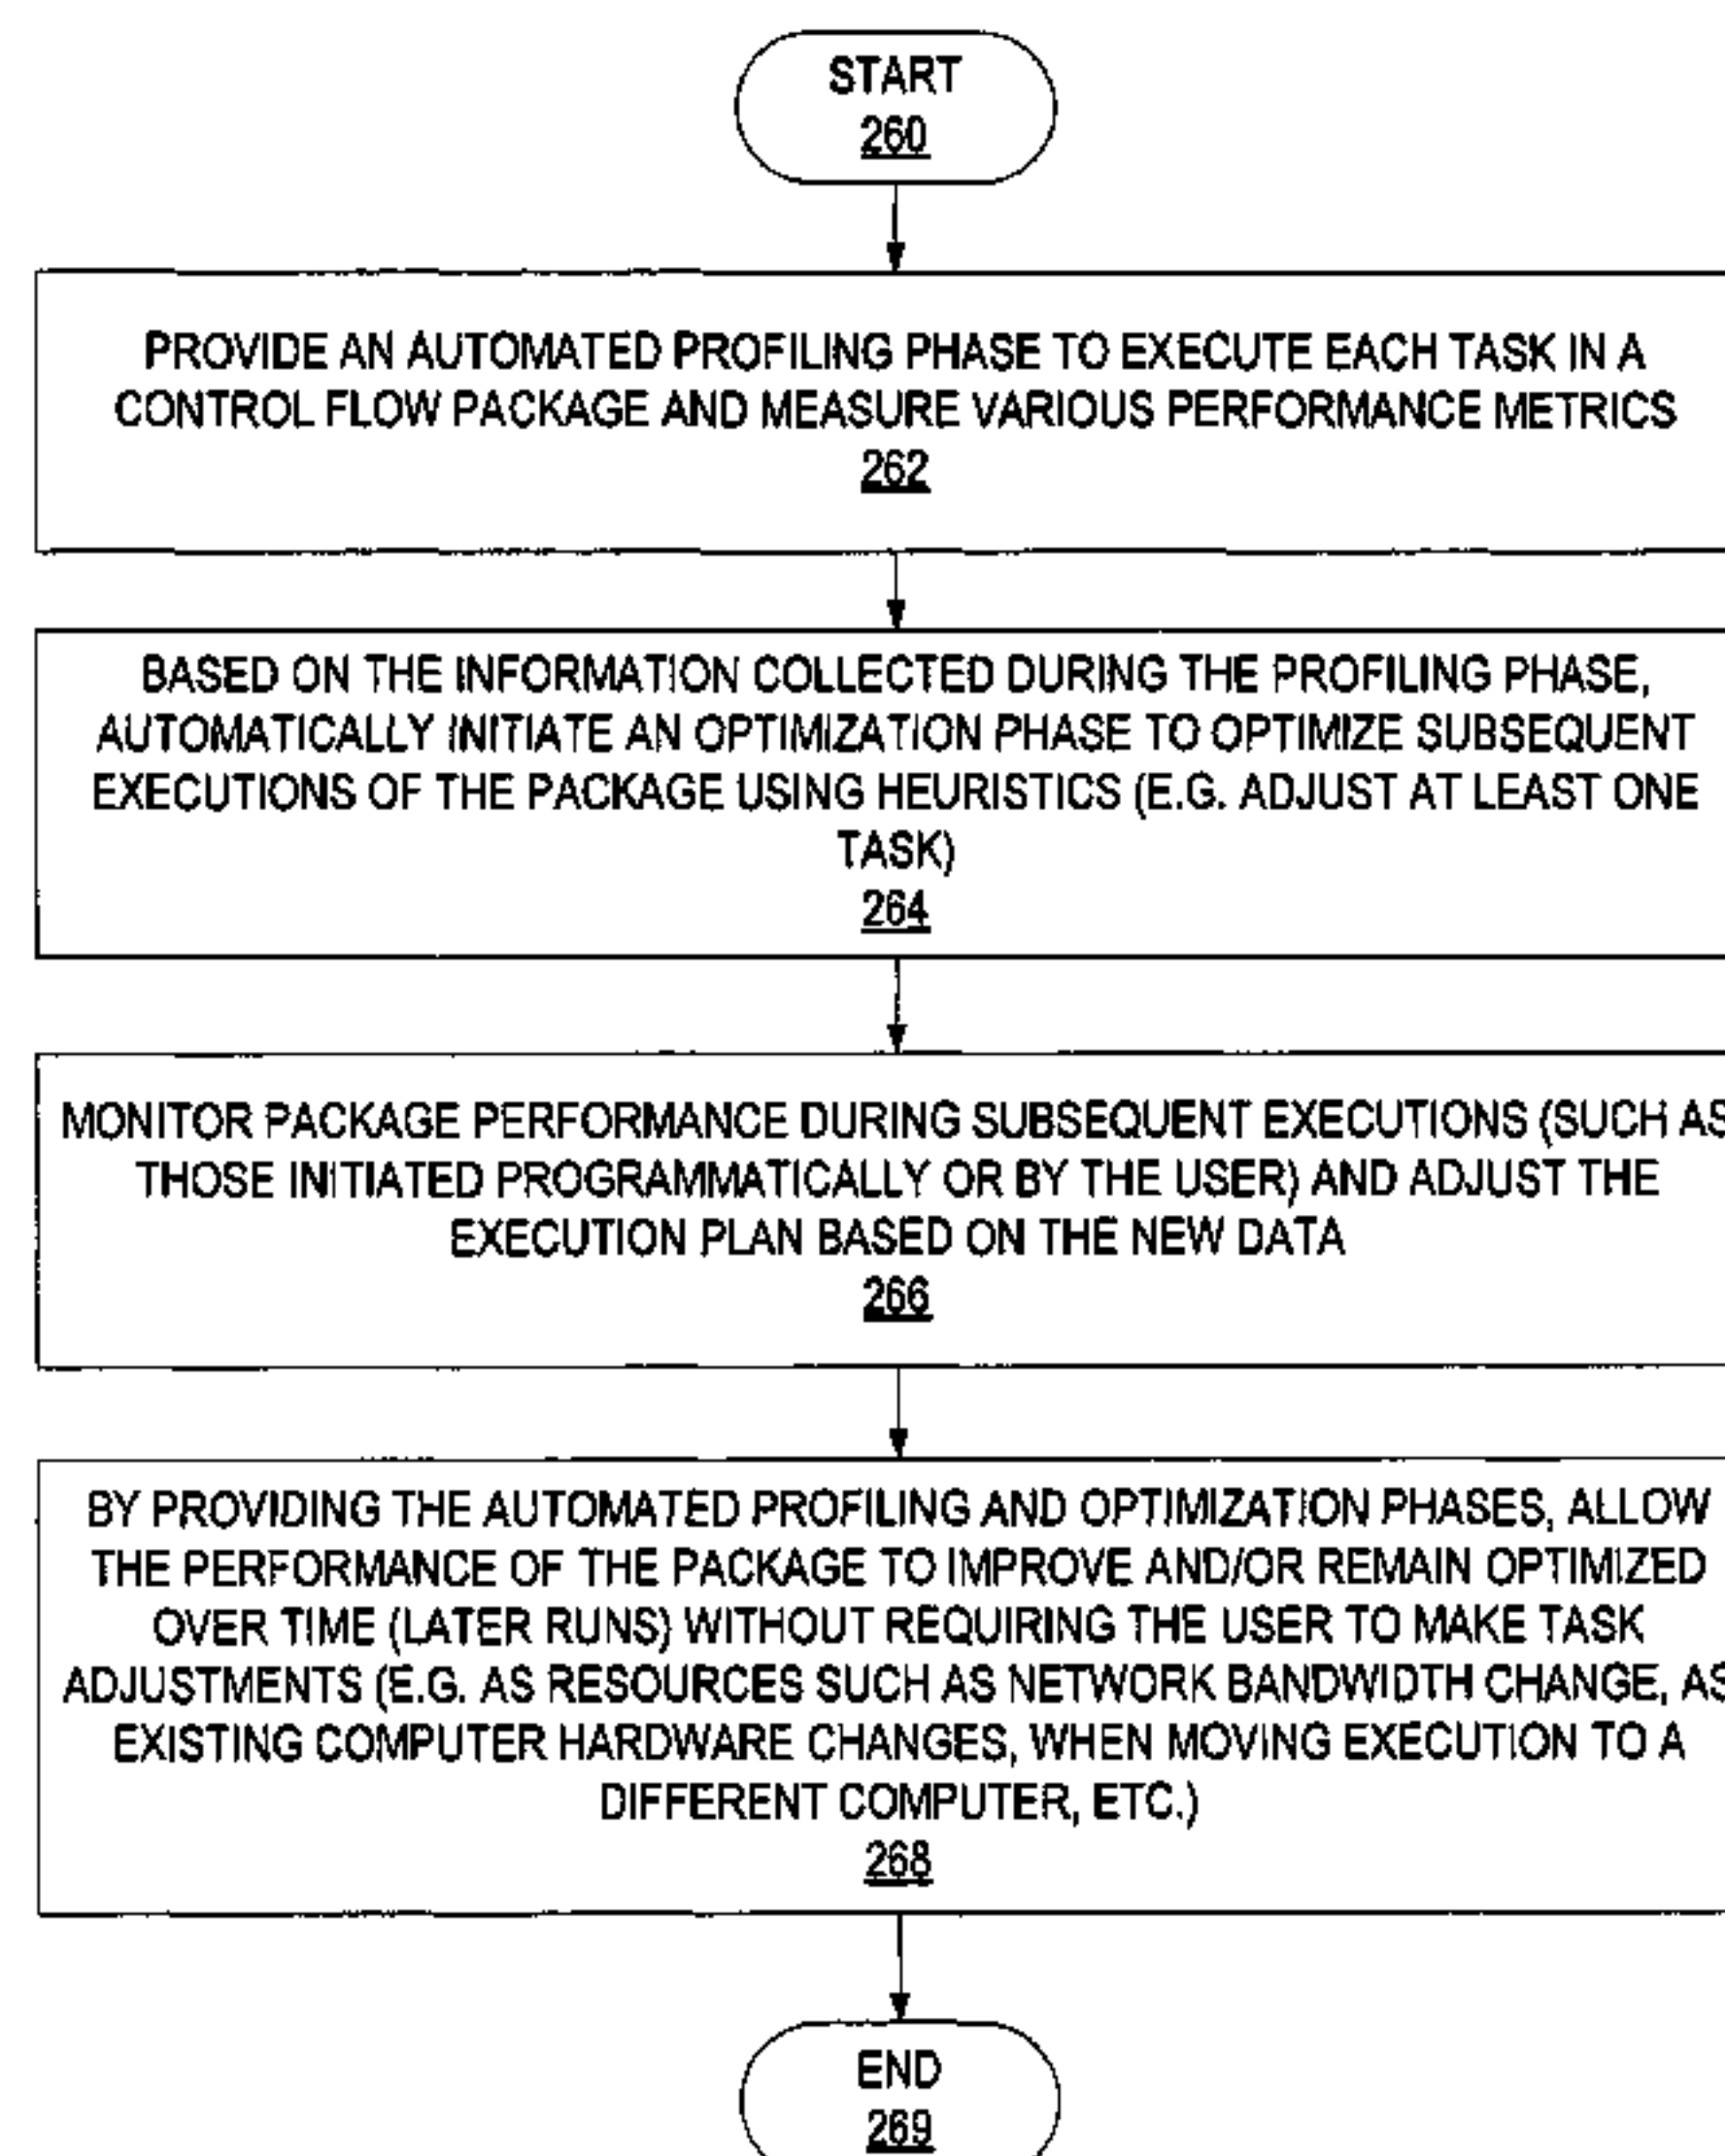 START
260
PROVIDE AN AUTOMATED PROFILING PHASE TO EXECUTE EACH TASK IN A
CONTROL FLOW PACKAGE AND MEASURE VARIOUS PERFORMANCE METRICS
262
BASED ON THE INFORMATION COLLECTED DURING THE PROFILING PHASE,
AUTOMATICALLY INITIATE AN OPTIMIZATION PHASE TO OPTIMIZE SUBSEQUENT
EXECUTIONS OF THE PACKAGE USING HEURISTICS (E.G. ADJUST AT LEAST ONE
TASK)
264
MONITOR PACKAGE PERFORMANCE DURING SUBSEQUENT EXECUTIONS (SUCH AS
THOSE INITIATED PROGRAMMATICALLY OR BY THE USER) AND ADJUST THE
EXECUTION PLAN BASED ON THE NEW DATA
266
BY PROVIDING THE AUTOMATED PROFILING AND OPTIMIZATION PHASES, ALLOW
THE PERFORMANCE OF THE PACKAGE TO IMPROVE AND/OR REMAIN OPTIMIZED
OVER TIME (LATER RUNS) WITHOUT REQUIRING THE USER TO MAKE TASK
ADJUSTMENTS (E.G. AS RESOURCES SUCH AS NETWORK BANDWIDTH CHANGE, AS
EXISTING COMPUTER HARDWARE CHANGES, WHEN MOVING EXECUTION TO A
DIFFERENT COMPUTER, ETC.)
268
END
269